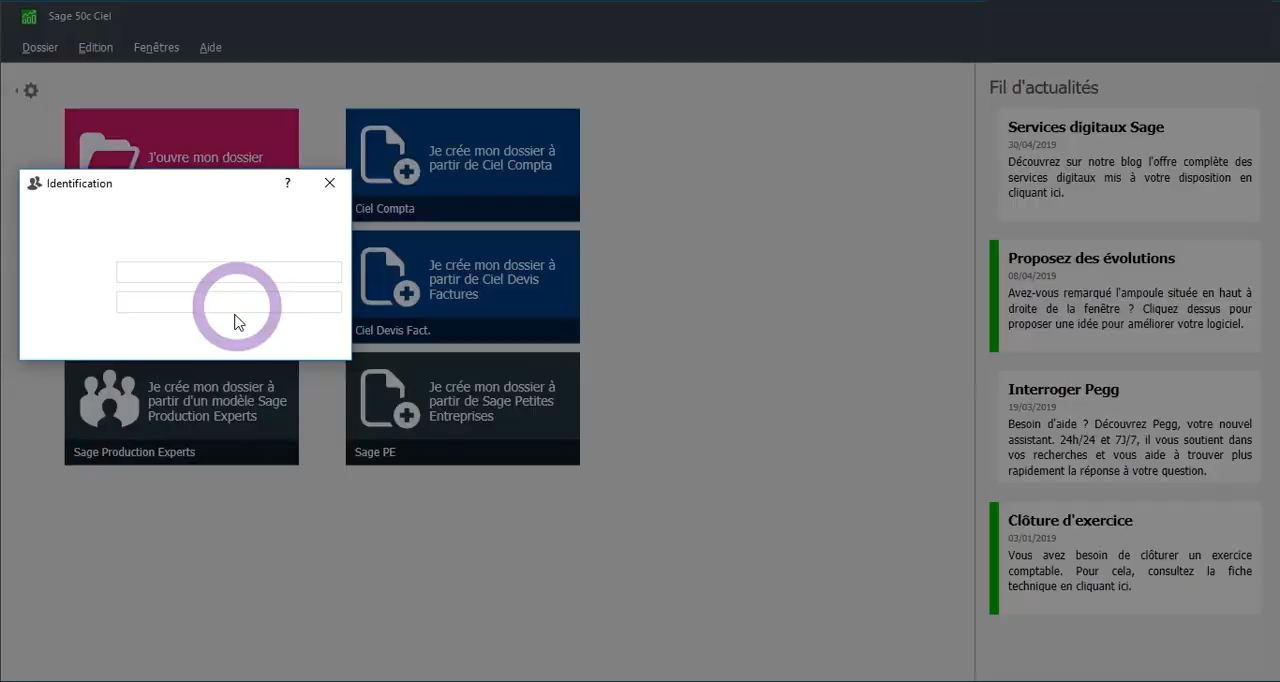 Sage 50c Ciel
Dossier
Edition
Fenêtres
Aide
J'ouvre mon dossier
Je crée mon dossier à
partir de Ciel Compta
Ciel Compta
Identification
?
Je crée mon dossier à
partir de Ciel Devis
Factures
Ciel Devis Fact.
Je crée mon dossier à
partir d'un modèle Sage
Production Experts
Sage Production Experts
Je crée mon dossier à
partir de Sage Petites
Entreprises
Sage PE
Fil d'actualités
Services digitaux Sage
30/04/2019
Découvrez sur notre blog l'offre complète des
services digitaux mis à votre disposition en
cliquant ici.
Proposez des évolutions
08/04/2019
Avez-vous remarqué l'ampoule située en haut à
droite de la fenêtre ? Cliquez dessus pour
proposer une idée pour améliorer votre logiciel.
Interroger Pegg
19/03/2019
Besoin d'aide ? Découvrez Pegg, votre nouvel
assistant. 24h/24 et 7J/7, il vous soutient dans
vos recherches et vous aide à trouver plus
rapidement la réponse à votre question.
Clôture d'exercice
03/01/2019
Vous avez besoin de clôturer un exercice
comptable. Pour cela, consultez la fiche
technique en cliquant ici.